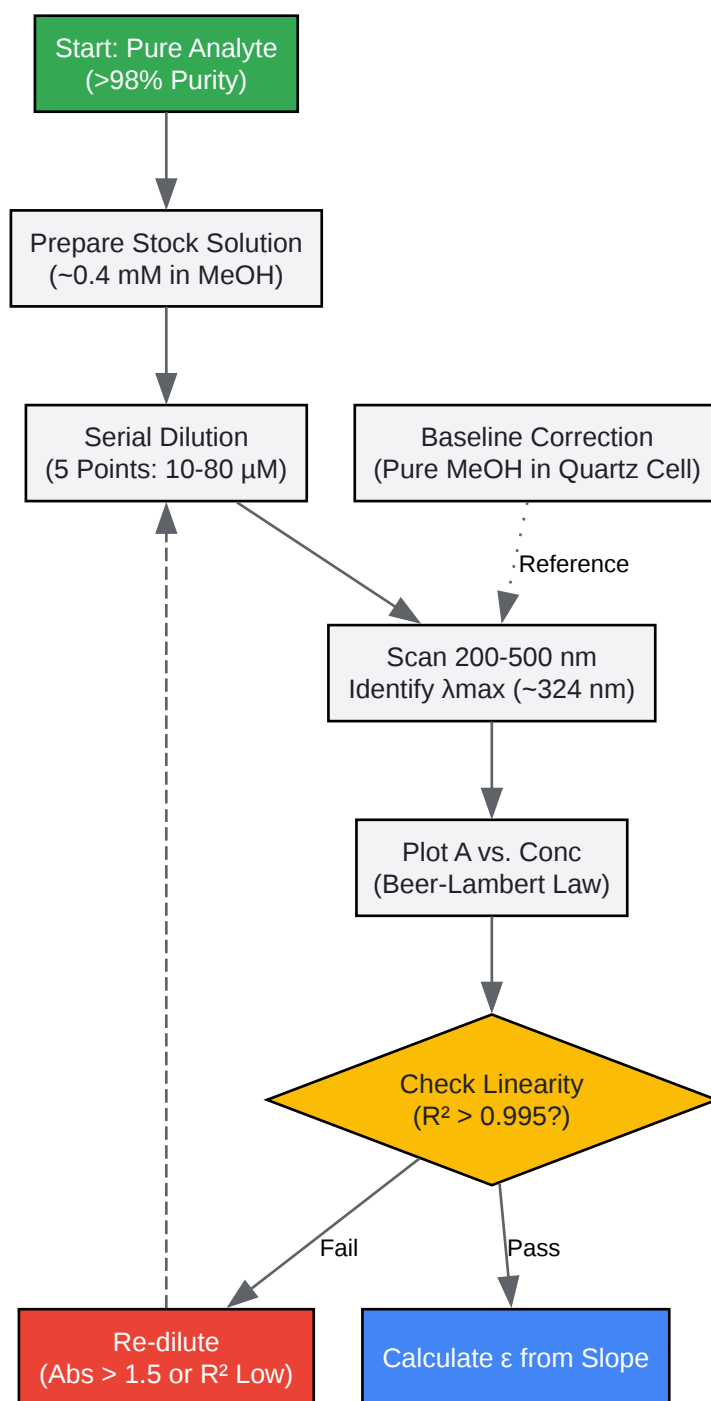 Start: Pure Analyte
(>98% Purity)
Prepare Stock Solution
(~0.4 mM in MeOH)
Serial Dilution
(5 Points: 10-80 µM)
Baseline Correction
(Pure MeOH in Quartz Cell)
Reference
Scan 200-500 nm
Identify λmax (~324 nm)
Plot A vs. Conc
(Beer-Lambert Law)
Check Linearity
(R² > 0.995?)
Fail
Pass
Re-dilute
(Abs > 1.5 or R² Low)
Calculate ε from Slope